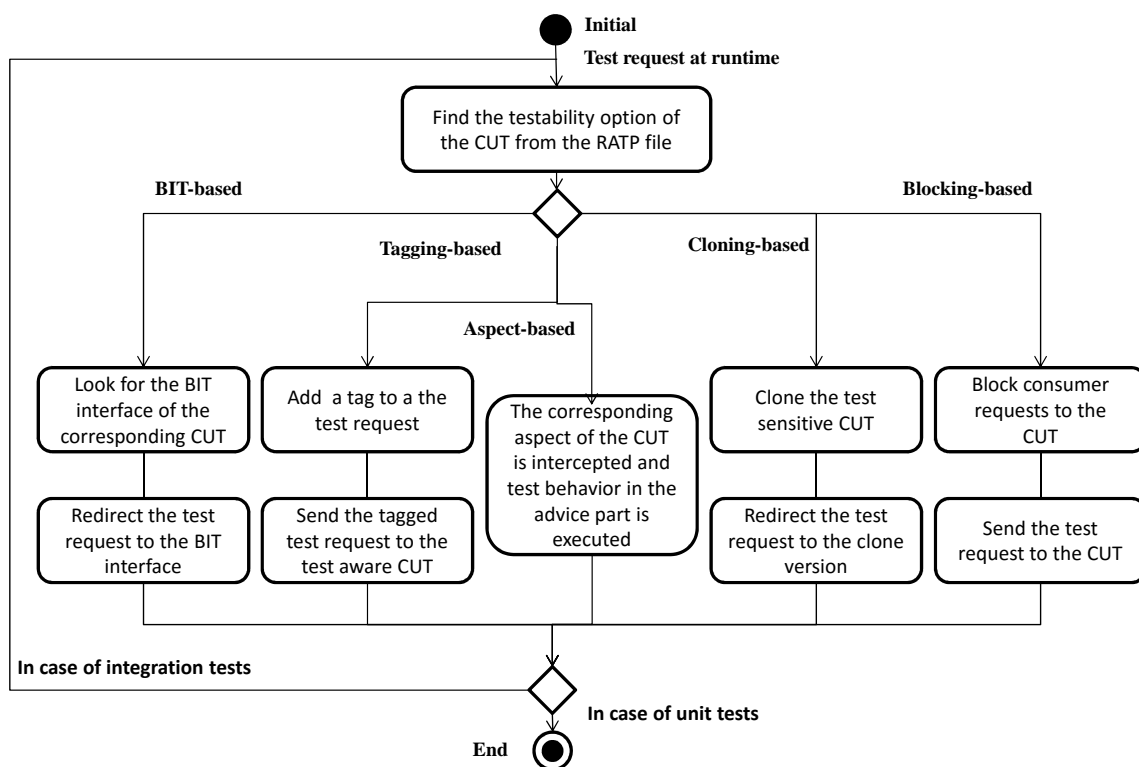 Initial
Test request at runtime
Find the testability option of
the CUT from the RATP file
BIT-based
Blocking-based
Tagging-based
Cloning-based
Aspect-based
Look for the BIT
interface of the
corresponding CUT
Add  a tag to a the
test request
The corresponding
aspect of the CUT
is intercepted and
test behavior in the
advice part is
executed
Clone the test
sensitive CUT
Block consumer
requests to the
CUT
Redirect the test
request to the BIT
interface
Send the tagged
test request to the
test aware CUT
Redirect the test
request to the clone
version
Send the test
request to the CUT
In case of integration tests
In case of unit tests
End